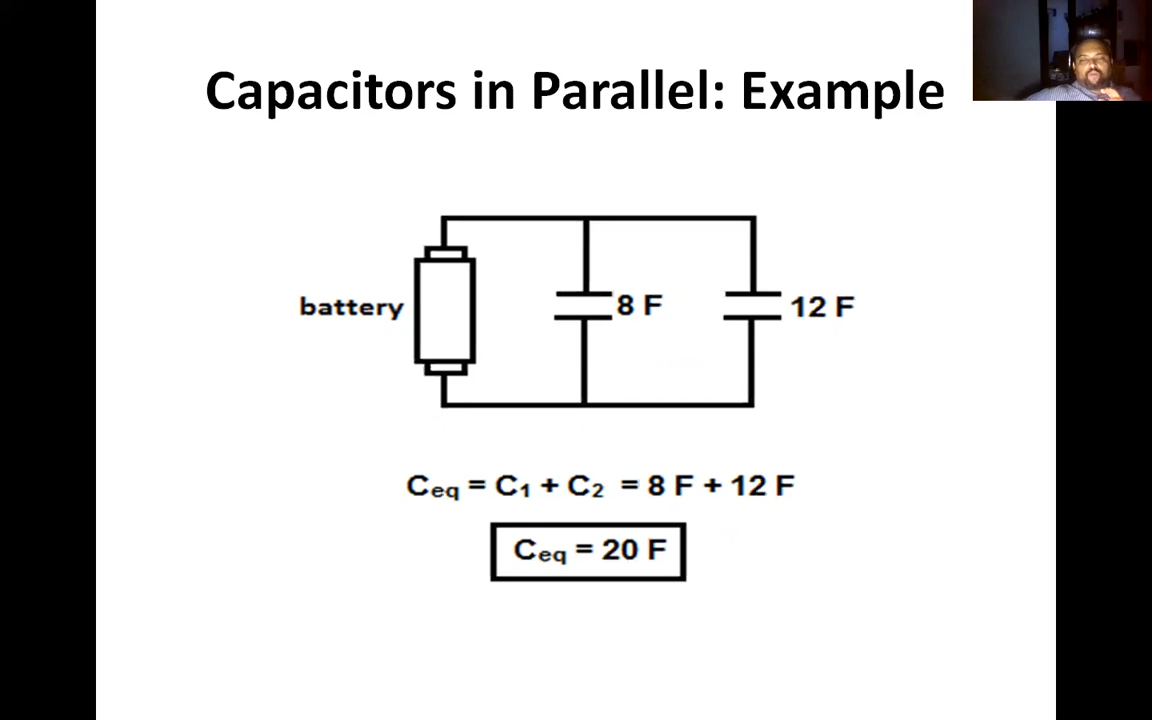 Capacitors in Parallel: Example
battery
8 F
12 F
Ceq = C1 + C2 = 8 F + 12 F
Ceq = 20 F